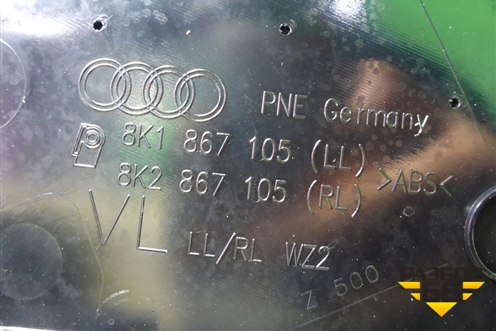 PNE Germany
8K1 867 105 (LL)
8K2 867 105 (RL)
>ABS<
VL LL/RL WZ2
Z 500